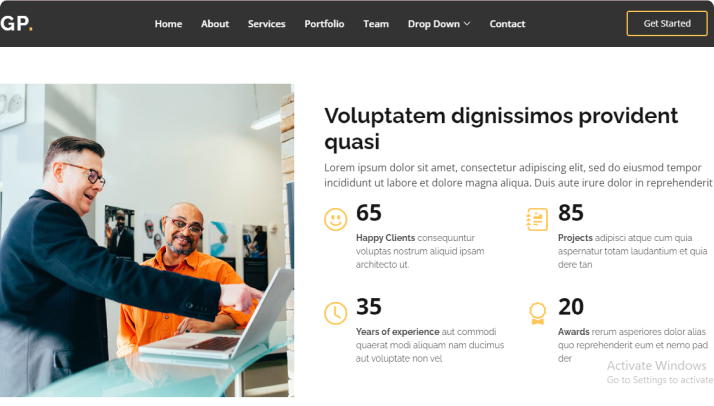 GP.
Home About Services Portfolio Team Drop Down Contact Get Started
Voluptatem dignissimos provident
quasi
Lorem ipsum dolor sit amet, consectetur adipiscing elit, sed do eiusmod tempor
incididunt ut labore et dolore magna aliqua. Duis aute irure dolor in reprehenderit
65
Happy Clients consequuntur
voluptas nostrum aliquid ipsam
architecto ut.
85
Projects adipisci atque cum quia
aspernatur totam laudantium et quia
dere tan
35
Years of experience aut commodi
quaerat modi aliquam nam ducimus
aut voluptate non vel
20
Awards rerum asperiores dolor alias
quo reprehenderit eum et nemo pad
der
Activate Windows
Go to Settings to activate